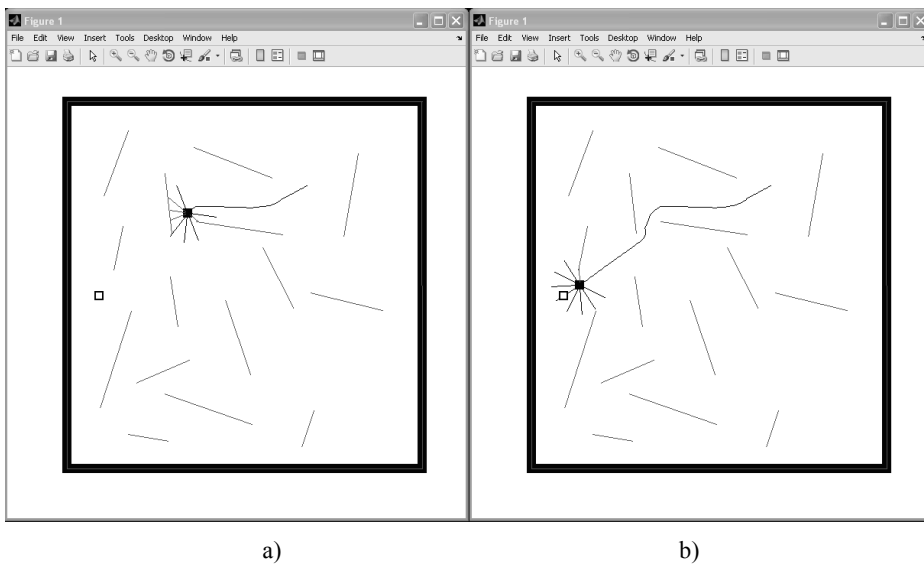 Figure 1
File Edit View Insert Tools Desktop Window Help
Figure 1
File Edit View Insert Tools Desktop Window Help
a)
b)